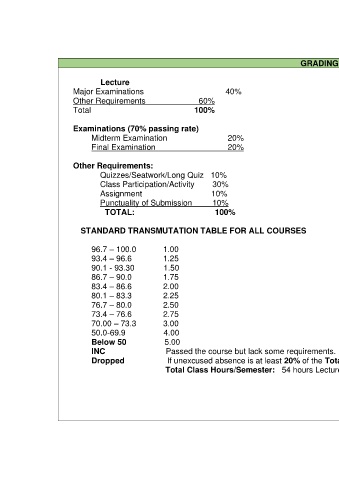 GRADING
Lecture
Major Examinations 40%
Other Requirements 60%
Total 100%
Examinations (70% passing rate)
Midterm Examination 20%
Final Examination 20%
Other Requirements:
Quizzes/Seatwork/Long Quiz 10%
Class Participation/Activity 30%
Assignment 10%
Punctuality of Submission 10%
TOTAL: 100%
STANDARD TRANSMUTATION TABLE FOR ALL COURSES
96.7 – 100.0 1.00
93.4 – 96.6 1.25
90.1 - 93.30 1.50
86.7 – 90.0 1.75
83.4 – 86.6 2.00
80.1 – 83.3 2.25
76.7 – 80.0 2.50
73.4 – 76.6 2.75
70.00 – 73.3 3.00
50.0-69.9 4.00
Below 50 5.00
INC Passed the course but lack some requirements.
Dropped If unexcused absence is at least 20% of the Tota
Total Class Hours/Semester: 54 hours Lecture